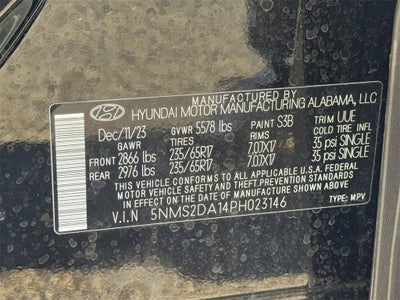 MANUFACTURED BY
HYUNDAI MOTOR MANUFACTURING ALABAMA, LLC
Dec/11/23 GVWR 5578 lbs PAINT S3B TRIM UUE
GAWR TIRES RIMS COLD TIRE INFL
FRONT 2866 lbs 235/65R17 7.0JX17 35 psi SINGLE
REAR 2976 lbs 235/65R17 7.0JX17 35 psi SINGLE
THIS VEHICLE CONFORMS TO ALL APPLICABLE U.S.A FEDERAL
MOTOR VEHICLE SAFETY AND THEFT PREVENTION STANDARDS
IN EFFECT ON THE DATE OF MANUFACTURE SHOWN ABOVE.
V.I.N 5NMS2DA14PH023146 TYPE: MPV